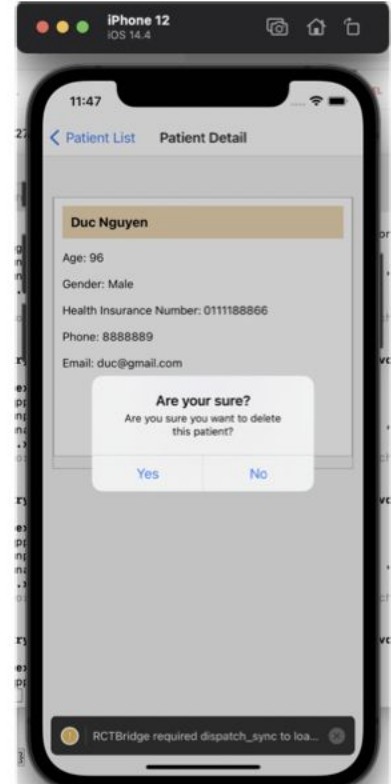 iPhone 12
iOS 14.4
11:47
Patient List Patient Detail
Duc Nguyen
Age: 96
Gender: Male
Health Insurance Number: 0111188866
Phone: 8888889
Email: duc@gmail.com
Are your sure?
Are you sure you want to delete
this patient?
Yes No
RCTBridge required dispatch_sync to loa...